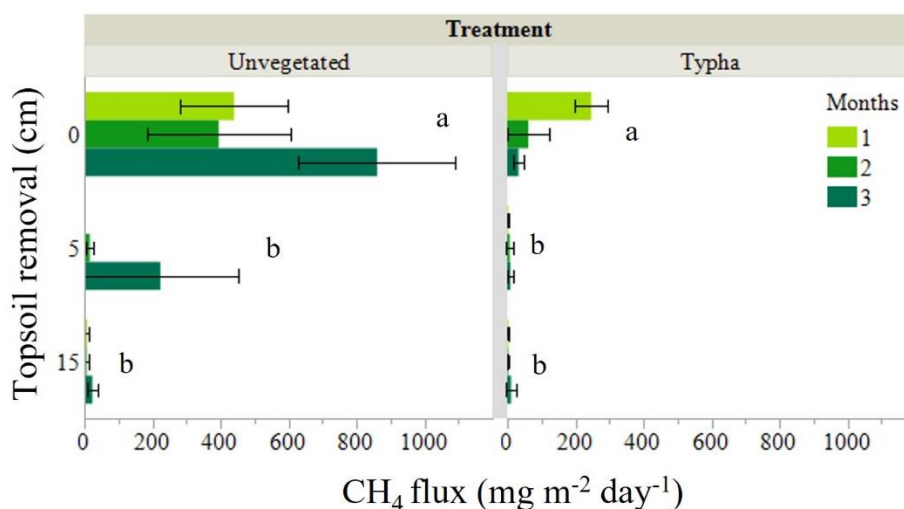 Treatment
Unvegetated Typha
Topsoil removal (cm)
0
5
15
a
b
b
a
b
b
Months
1
2
3
0 200 400 600 800 1000
0 200 400 600 800 1000
CH₄ flux (mg m⁻² day⁻¹)